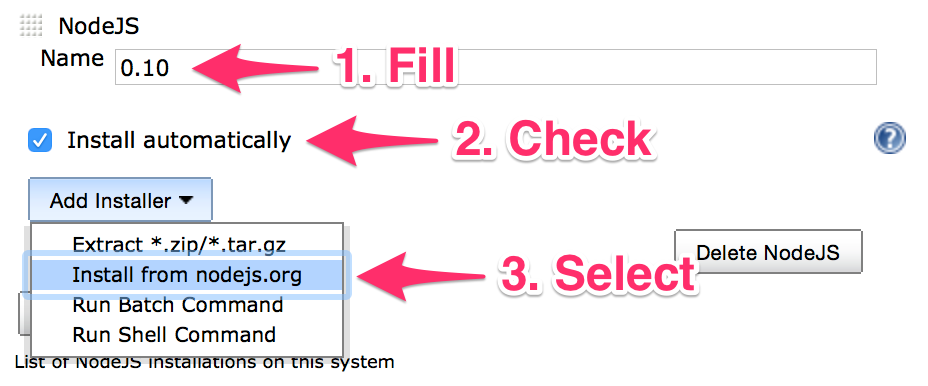 NodeJS
Name 0.10 1. Fill
Install automatically 2. Check ?
Add Installer
Extract *.zip/*.tar.gz
Delete NodeJS
Install from nodejs.org 3. Select
Run Batch Command
Run Shell Command
List of NodeJS installations on this system